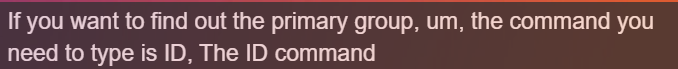 If you want to find out the primary group, um, the command you
need to type is ID, The ID command